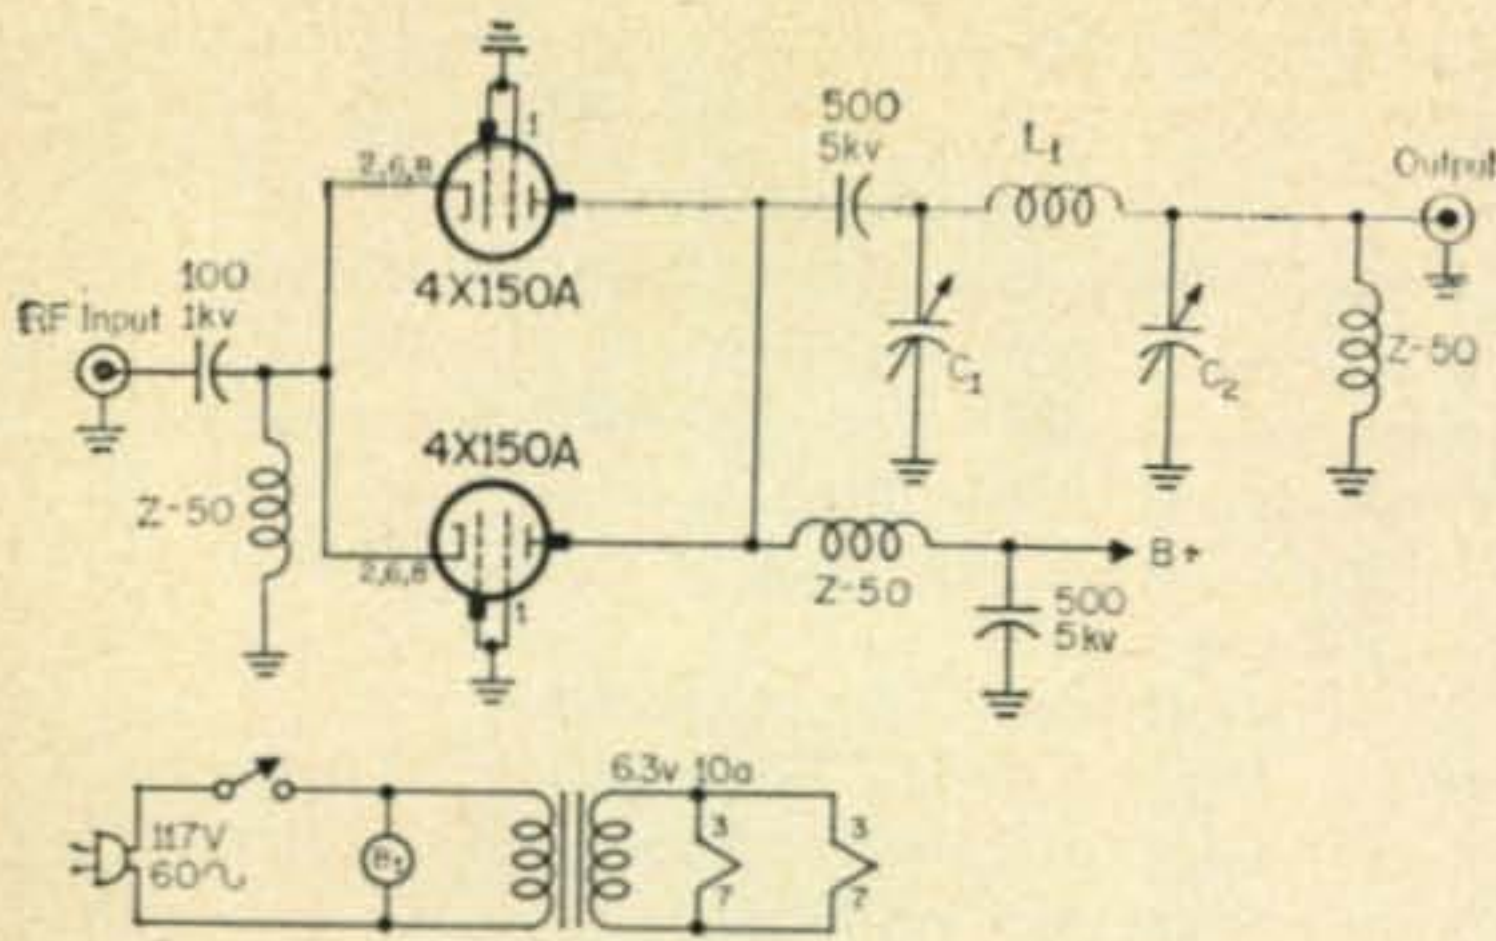 1
2,6,8
4X150A
500
5kv
L1
Output
100
1kv
RF Input
C1
C2
Z-50
4X150A
Z-50
2,6,8
1
Z-50
B+
500
5kv
6.3v 10a
117V
60~
3
7
3
7